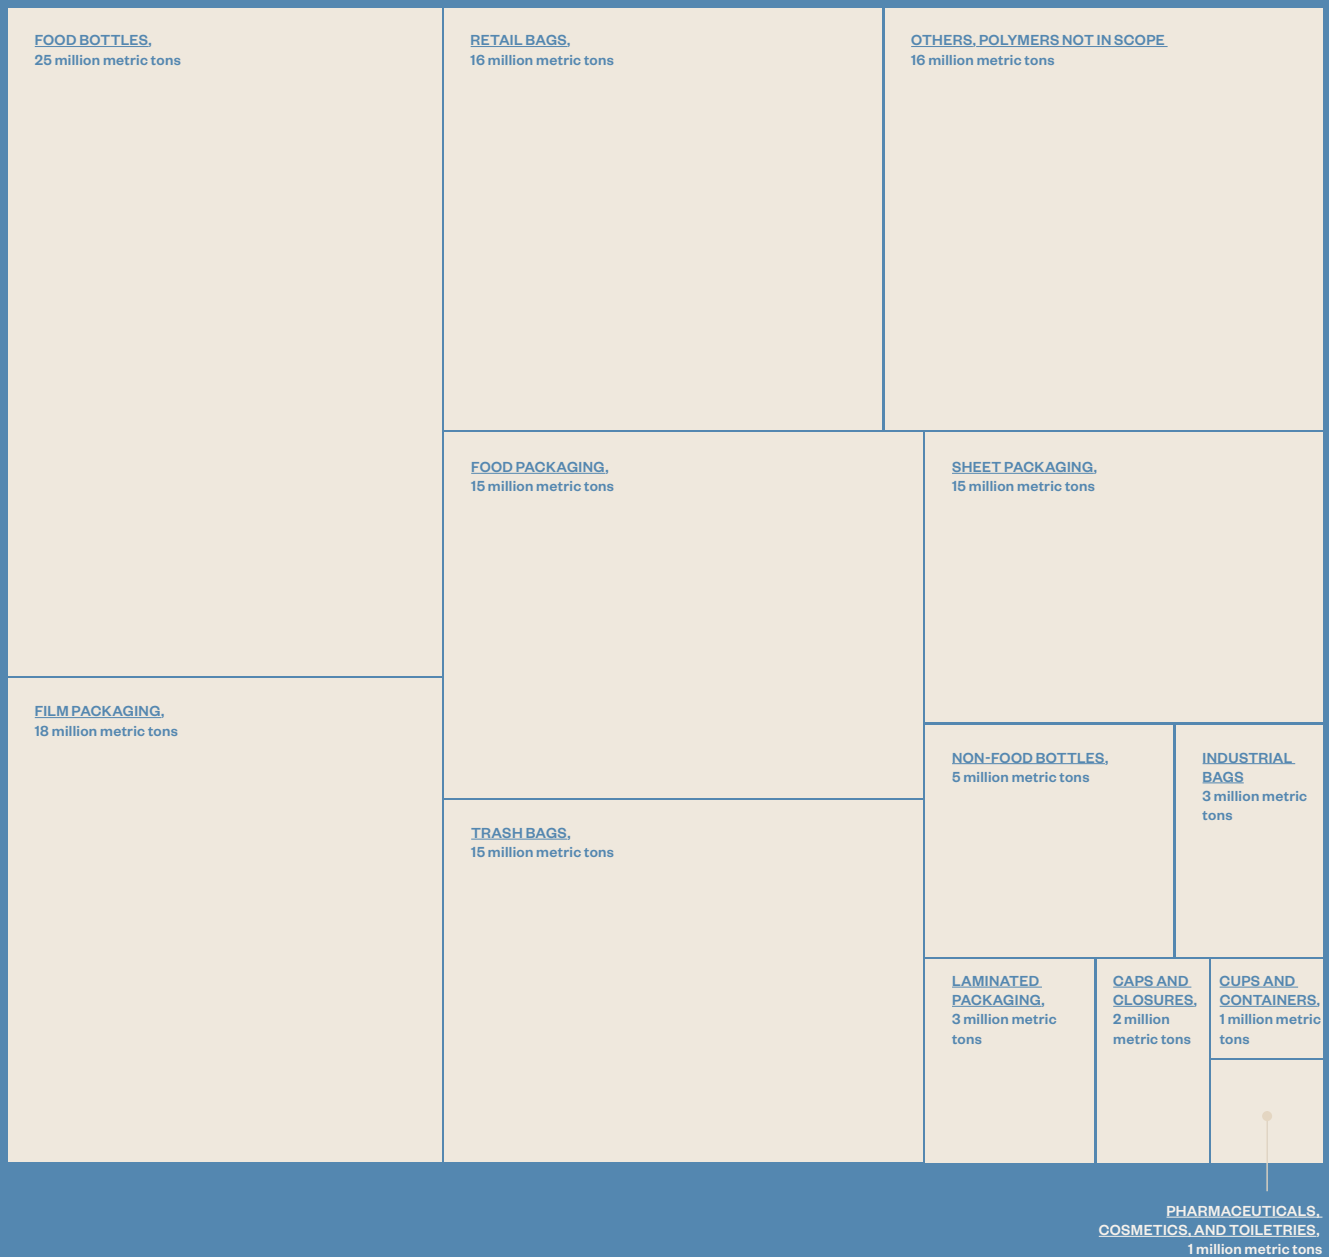 FOOD BOTTLES,
25 million metric tons
RETAIL BAGS,
16 million metric tons
OTHERS, POLYMERS NOT IN SCOPE
16 million metric tons
FOOD PACKAGING,
15 million metric tons
SHEET PACKAGING,
15 million metric tons
FILM PACKAGING,
18 million metric tons
NON-FOOD BOTTLES,
5 million metric tons
INDUSTRIAL
BAGS
3 million metric
tons
TRASH BAGS,
15 million metric tons
LAMINATED
PACKAGING,
3 million metric
tons
CAPS AND
CLOSURES,
2 million
metric tons
CUPS AND
CONTAINERS,
1 million metric
tons
PHARMACEUTICALS,
COSMETICS, AND TOILETRIES,
1 million metric tons